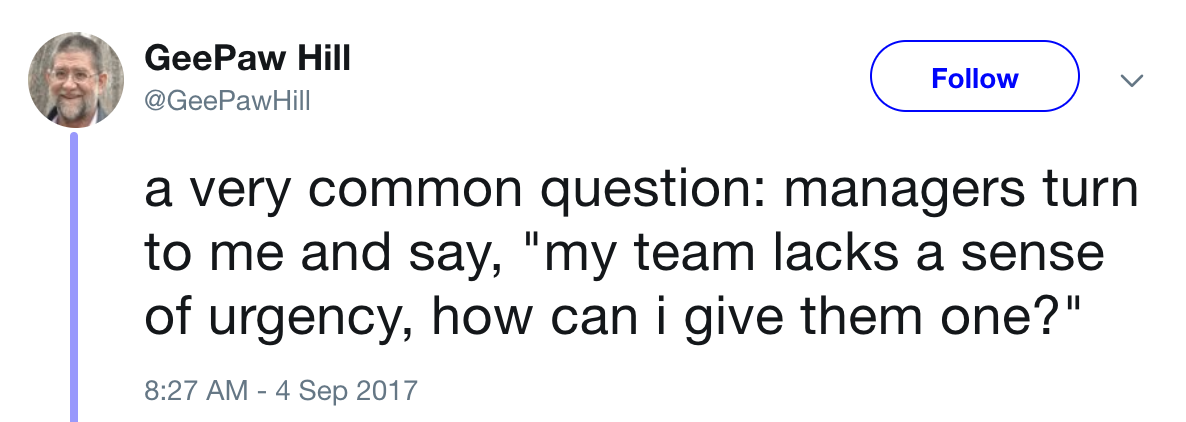 GeePaw Hill
@GeePawHill
Follow
a very common question: managers turn
to me and say, "my team lacks a sense
of urgency, how can i give them one?"
8:27 AM - 4 Sep 2017